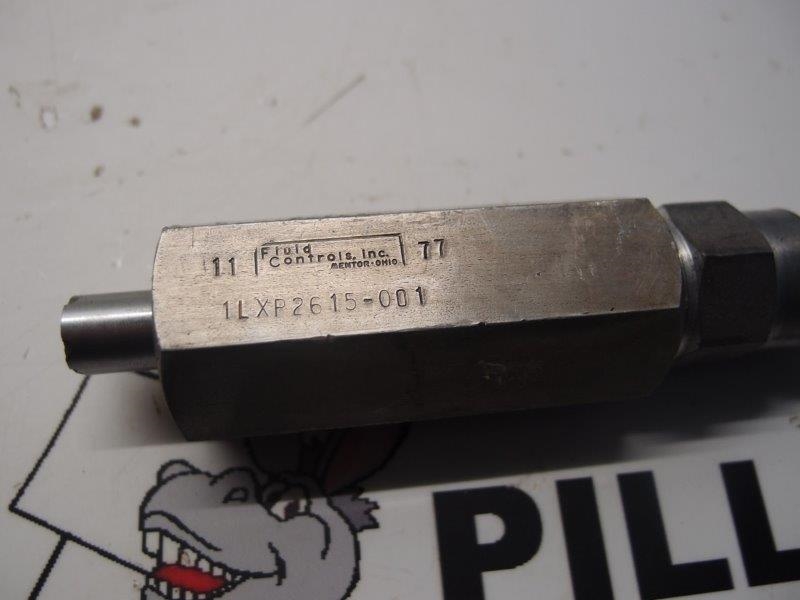 11 Fluid Controls, Inc. MENTOR-OHIO 77
1LXP2615-001
PILL